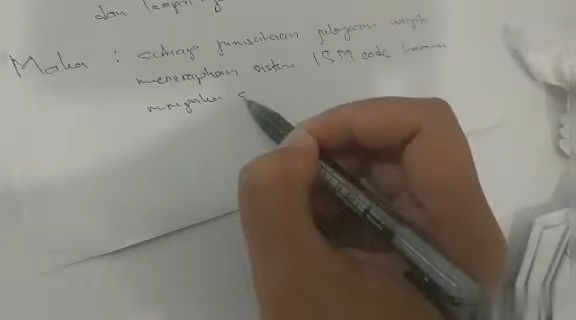 dan
Maka : setiap perusahaan pelayaran wajib
menerapkan sistem ISM code karena
merupakan s